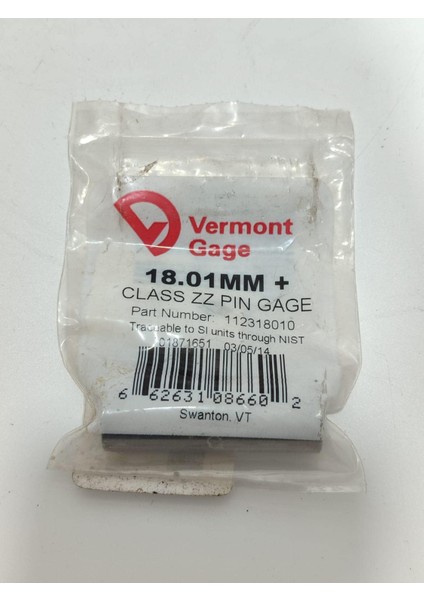 Vermont
Gage
18.01MM +
CLASS ZZ PIN GAGE
Part Number: 112318010
Traceable to SI units through NIST
C1871651 03/05/14
6 62631 08660 2
Swanton, VT